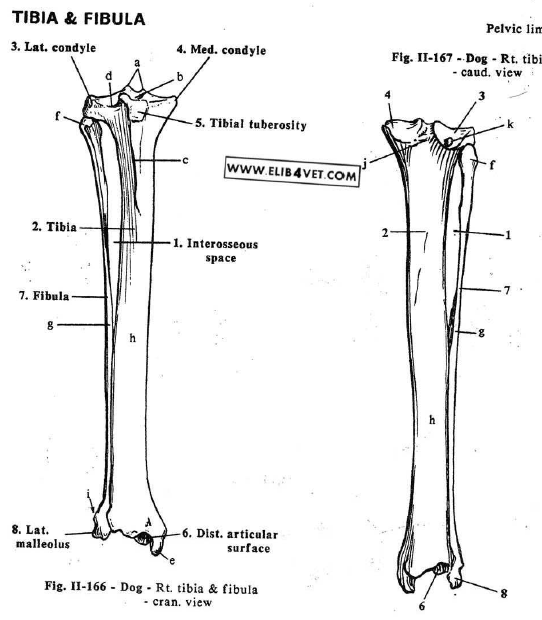 TIBIA & FIBULA
Pelvic lim
3. Lat. condyle
4. Med. condyle
a
d
b
Fig. II-167 - Dog - Rt. tibi
- caud. view
f
5. Tibial tuberosity
4
3
k
c
WWW.ELIB4VET.COM
j
f
2. Tibia
1. Interosseous
space
2
1
7. Fibula
7
g
h
g
h
i
A
8. Lat.
malleolus
6. Dist. articular
surface
e
6
8
Fig. II-166 - Dog - Rt. tibia & fibula
- cran. view